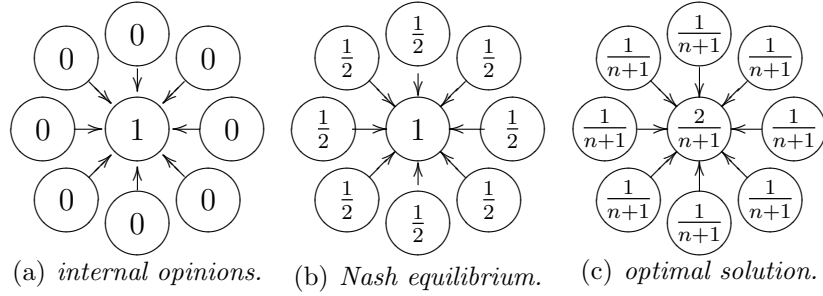 0
0 0
0 1 0
0 0
0
(a) internal opinions.
1/2
1/2 1/2
1/2 1 1/2
1/2 1/2
1/2
(b) Nash equilibrium.
1/n+1
1/n+1 1/n+1
1/n+1 2/n+1 1/n+1
1/n+1 1/n+1
1/n+1
(c) optimal solution.